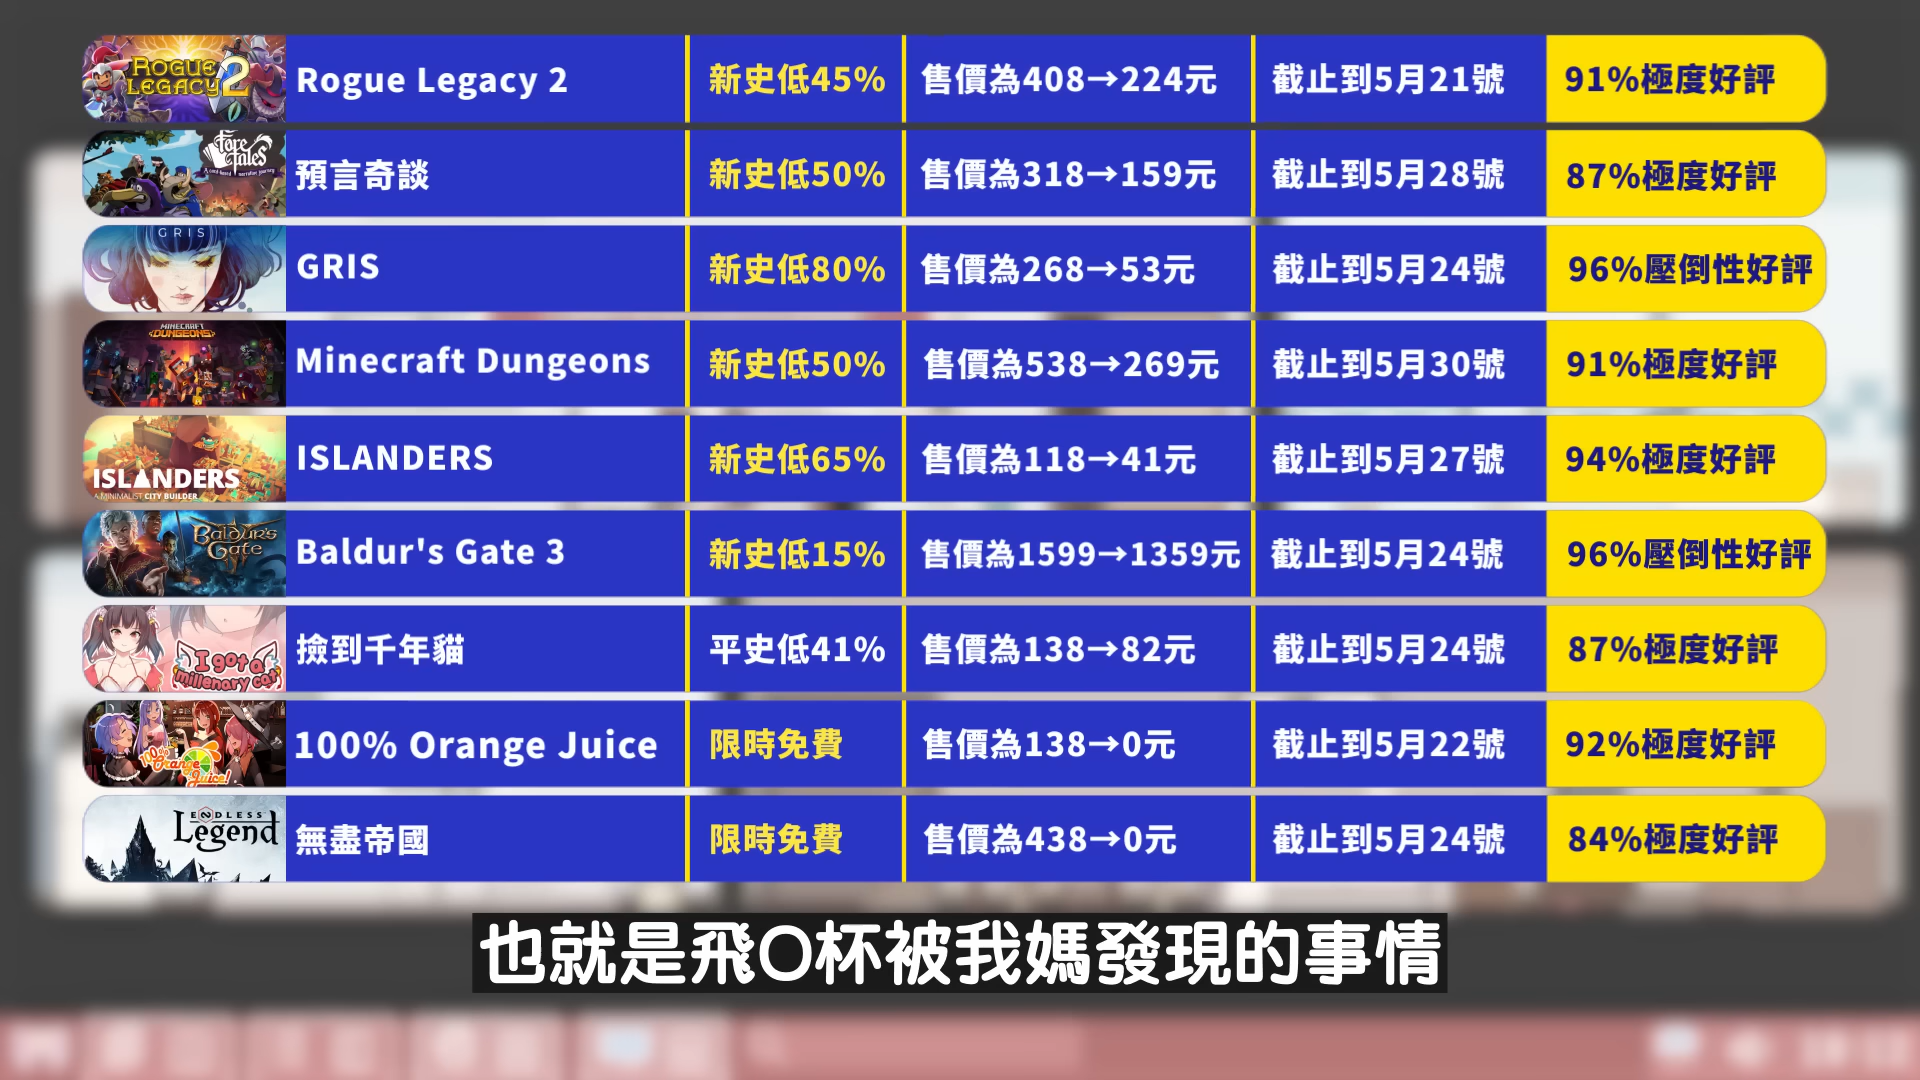 ROGUE LEGACY 2 Rogue Legacy 2 新史低45% 售價為408→224元 截止到5月21號 91%極度好評
Fore tales A card-based narrative journey 預言奇談 新史低50% 售價為318→159元 截止到5月28號 87%極度好評
GRIS GRIS 新史低80% 售價為268→53元 截止到5月24號 96%壓倒性好評
MINECRAFT DUNGEONS Minecraft Dungeons 新史低50% 售價為538→269元 截止到5月30號 91%極度好評
ISLANDERS A MINIMALIST CITY BUILDER ISLANDERS 新史低65% 售價為118→41元 截止到5月27號 94%極度好評
Baldur's Gate Baldur's Gate 3 新史低15% 售價為1599→1359元 截止到5月24號 96%壓倒性好評
I got a millenary cat 撿到千年貓 平史低41% 售價為138→82元 截止到5月24號 87%極度好評
100% Orange Juice! 100% Orange Juice 限時免費 售價為138→0元 截止到5月22號 92%極度好評
ENDLESS Legend 無盡帝國 限時免費 售價為438→0元 截止到5月24號 84%極度好評
也就是飛O杯被我媽發現的事情